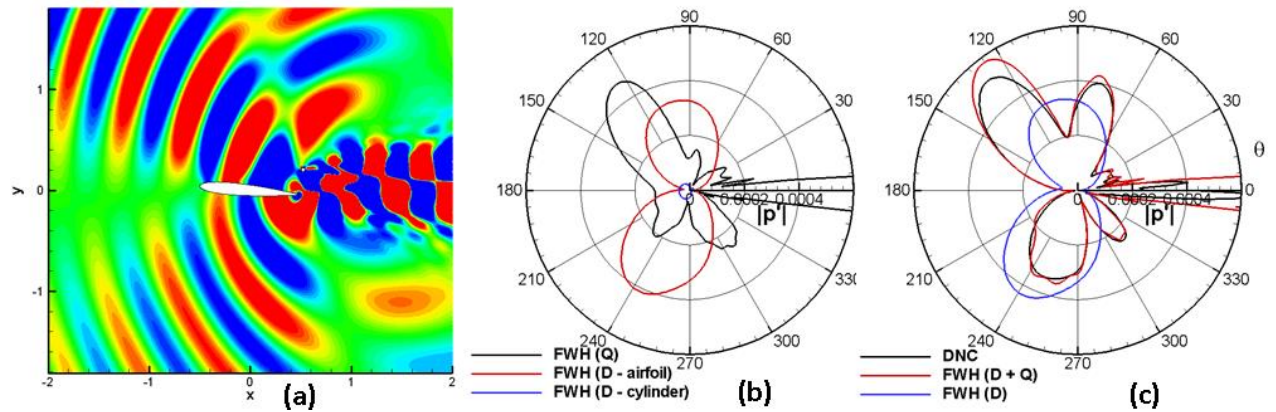 y
1
0
-1
-2
-1
0
1
2
x
(a)
90
120
60
150
30
180
0
0.0002
0.0004
|p'|
210
330
240
300
270
FWH (Q)
FWH (D - airfoil)
FWH (D - cylinder)
(b)
90
120
60
150
30
θ
180
0
0
0.0002
0.0004
|p'|
210
330
240
300
270
DNC
FWH (D + Q)
FWH (D)
(c)